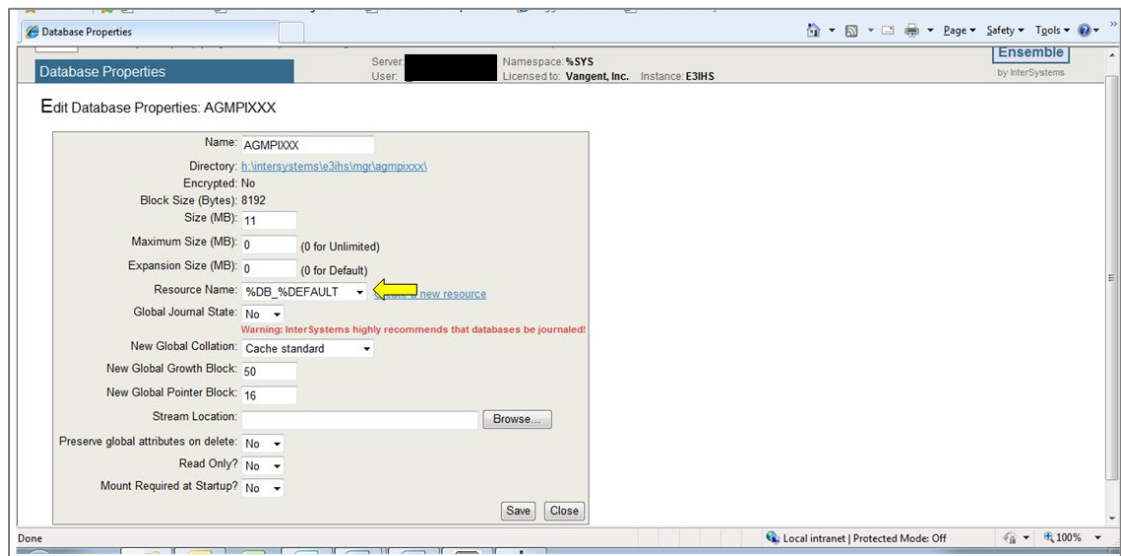 Database Properties
Page
Safety
Tools
Database Properties
Server:
Namespace: %SYS
User:
Licensed to: Vangent, Inc. Instance: E3IHS
Ensemble
by InterSystems
Edit Database Properties: AGMPIXXX
Name: AGMPIXXX
Directory: h:\intersystems\e3ihs\mgr\agmpixxx\
Encrypted: No
Block Size (Bytes): 8192
Size (MB): 11
Maximum Size (MB): 0 (0 for Unlimited)
Expansion Size (MB): 0 (0 for Default)
Resource Name: %DB_%DEFAULT a new resource
Global Journal State: No
Warning: InterSystems highly recommends that databases be journaled!
New Global Collation: Cache standard
New Global Growth Block: 50
New Global Pointer Block: 16
Stream Location: Browse...
Preserve global attributes on delete: No
Read Only? No
Mount Required at Startup? No
Save Close
Done
Local intranet | Protected Mode: Off
100%